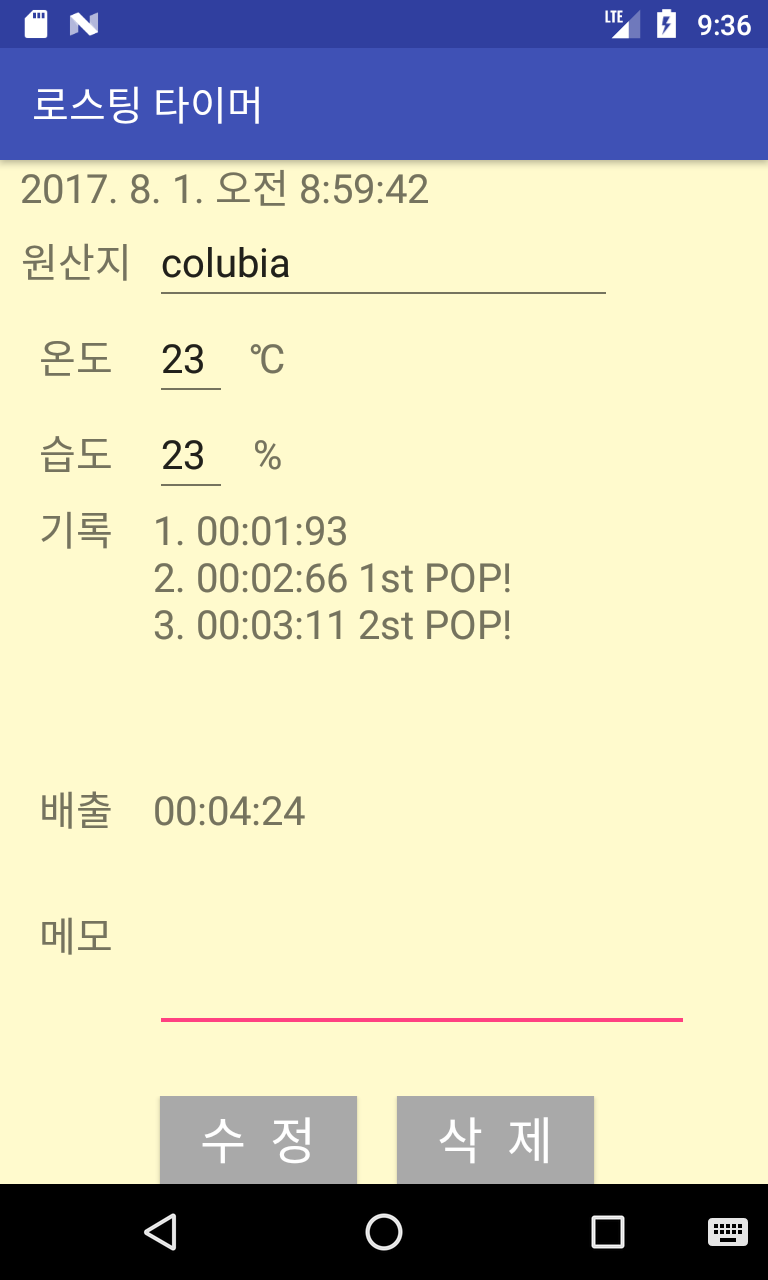 LTE 9:36
로스팅 타이머
2017. 8. 1. 오전 8:59:42
원산지 colubia
온도 23 ℃
습도 23 %
기록 1. 00:01:93
2. 00:02:66 1st POP!
3. 00:03:11 2st POP!
배출 00:04:24
메모
수 정 삭 제